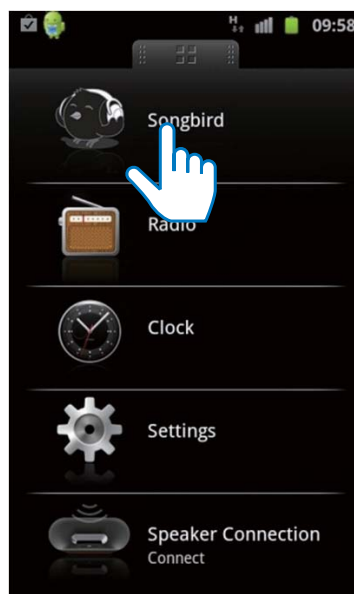 H 09:58
Songbird
Radio
Clock
Settings
Speaker Connection
Connect